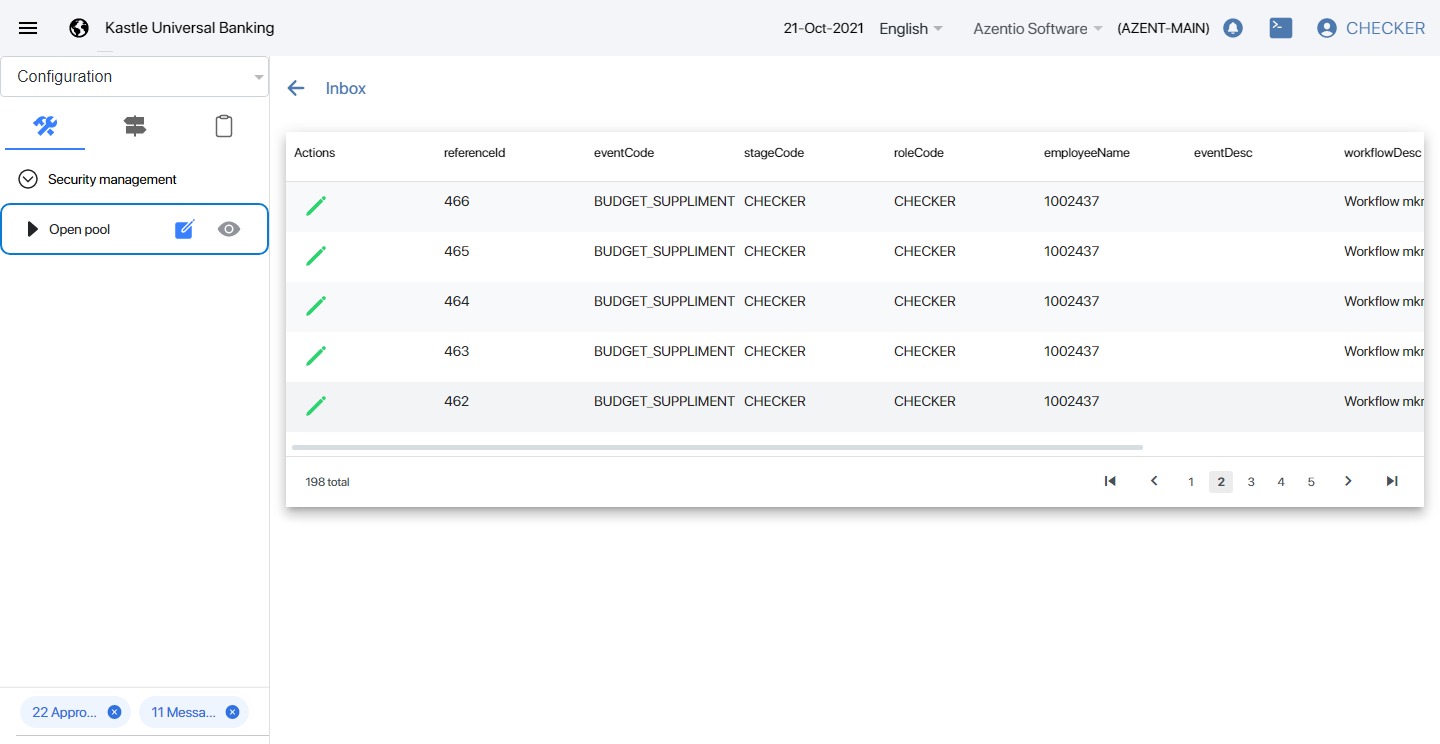 Kastle Universal Banking
21-Oct-2021 English Azentio Software (AZENT-MAIN) CHECKER
Configuration
Security management
Open pool
22 Appro...
11 Messa...
Inbox
Actions referenceId eventCode stageCode roleCode employeeName eventDesc workflowDesc
466 BUDGET_SUPPLIMENT CHECKER CHECKER 1002437 Workflow mkr
465 BUDGET_SUPPLIMENT CHECKER CHECKER 1002437 Workflow mkr
464 BUDGET_SUPPLIMENT CHECKER CHECKER 1002437 Workflow mkr
463 BUDGET_SUPPLIMENT CHECKER CHECKER 1002437 Workflow mkr
462 BUDGET_SUPPLIMENT CHECKER CHECKER 1002437 Workflow mkr
198 total 1 2 3 4 5